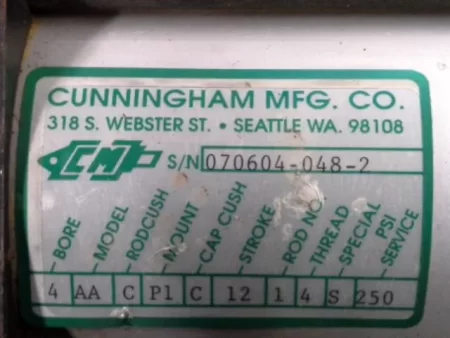 CUNNINGHAM MFG. CO.
318 S. WEBSTER ST. • SEATTLE WA. 98108
CMJ S/N 070604-048-2
BORE MODEL RODCUSH MOUNT CAP CUSH STROKE ROD NO. THREAD SPECIAL PSI SERVICE
4 AA C P1 C 12 1 4 S 250